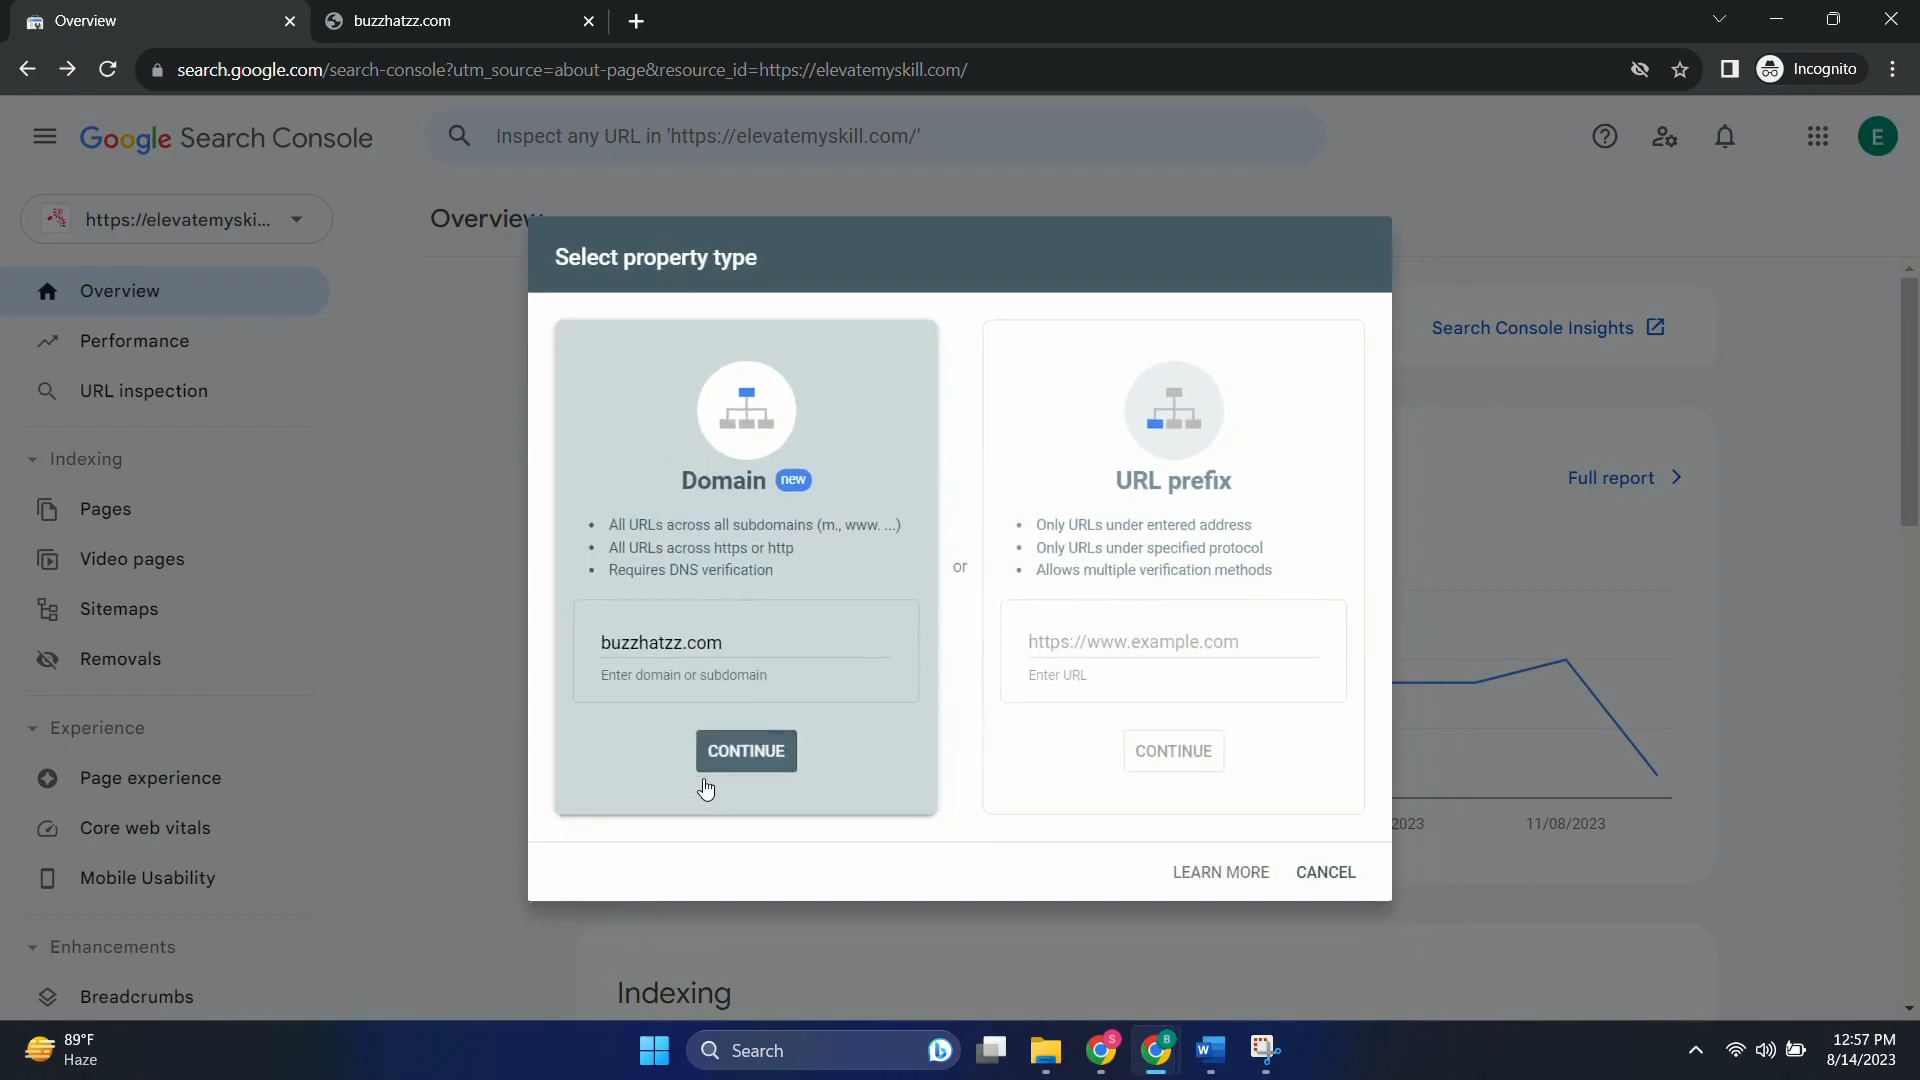 Overview
buzzhatzz.com
search.google.com/search-console?utm_source=about-page&resource_id=https://elevatemyskill.com/
Incognito
Google Search Console
Inspect any URL in 'https://elevatemyskill.com/'
E
https://elevatemyski...
Overview
Select property type
Overview
Performance
URL inspection
Indexing
Pages
Video pages
Sitemaps
Removals
Experience
Page experience
Core web vitals
Mobile Usability
Enhancements
Breadcrumbs
Domain new
All URLs across all subdomains (m., www. ...)
All URLs across https or http
Requires DNS verification
buzzhatzz.com
Enter domain or subdomain
CONTINUE
or
URL prefix
Only URLs under entered address
Only URLs under specified protocol
Allows multiple verification methods
https://www.example.com
Enter URL
CONTINUE
LEARN MORE CANCEL
Search Console Insights
Full report
2023
11/08/2023
Indexing
89°F
Haze
Search
S
B
W
12:57 PM
8/14/2023